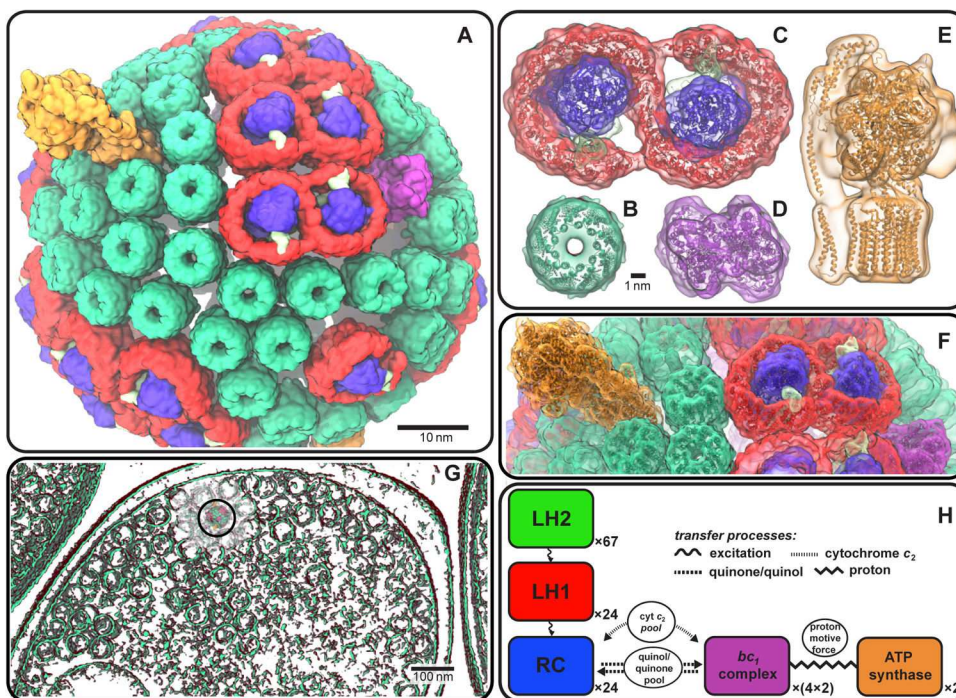 A
10 nm
C
B
1 nm
D
E
F
G
100 nm
H
LH2
×67
transfer processes:
excitation
cytochrome c₂
quinone/quinol
proton
LH1
×24
RC
×24
cyt c₂
pool
quinol/
quinone
pool
bc₁
complex
×(4×2)
proton
motive
force
ATP
synthase